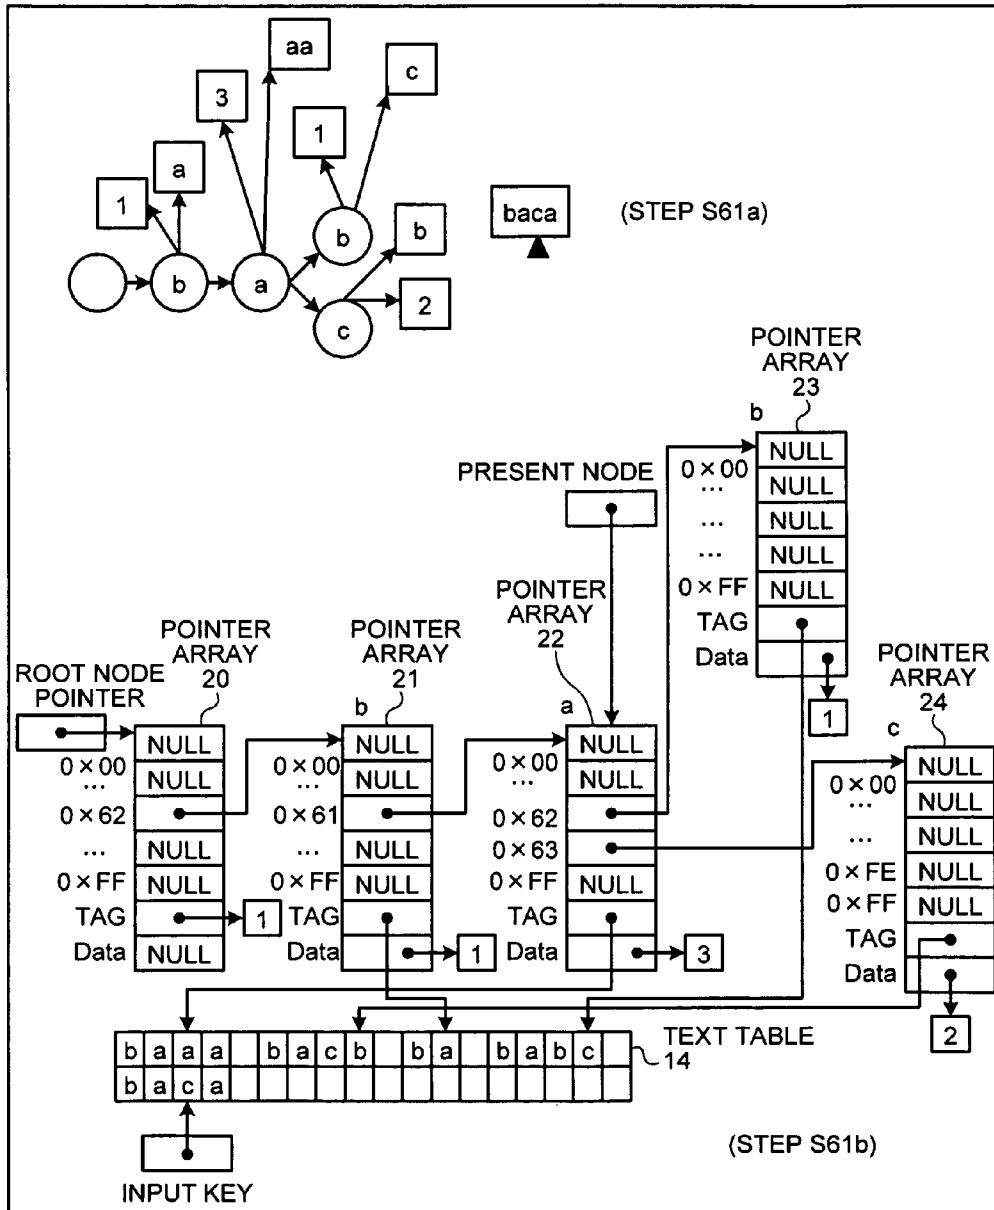 aa
3
c
1
a
1
b
b
baca
(STEP S61a)
b
a
c
2
POINTER
ARRAY
23
b
NULL
0×00
...
NULL
...
NULL
...
NULL
0×FF
NULL
TAG
Data
1
PRESENT NODE
POINTER
ARRAY
22
a
NULL
0×00
...
NULL
0×62
0×63
0×FF
NULL
TAG
Data
3
POINTER
ARRAY
21
b
NULL
0×00
...
NULL
0×61
...
NULL
0×FF
NULL
TAG
Data
1
POINTER
ARRAY
20
ROOT NODE
POINTER
NULL
0×00
...
NULL
0×62
...
NULL
0×FF
NULL
TAG
1
Data
NULL
POINTER
ARRAY
24
c
NULL
0×00
...
NULL
...
NULL
0×FE
NULL
0×FF
NULL
TAG
Data
2
TEXT TABLE
14
b a a a b a c b b a b a b c
b a c a
INPUT KEY
(STEP S61b)